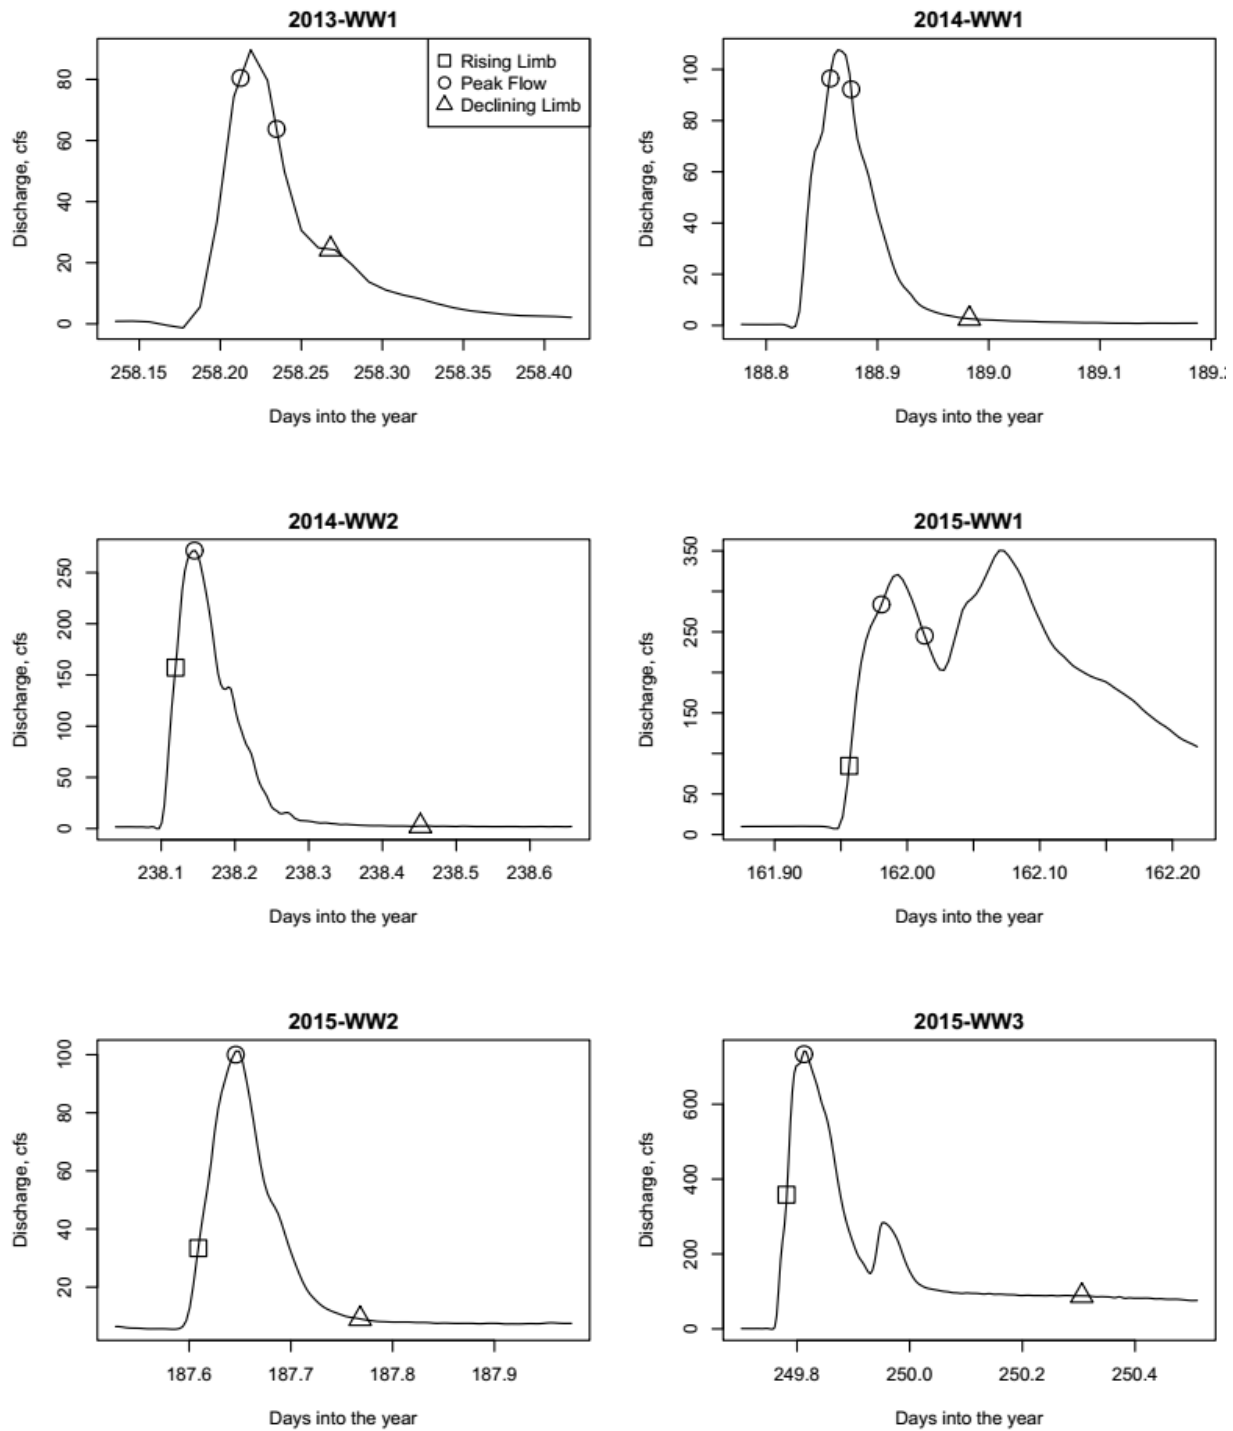 2013-WW1
Rising Limb
Peak Flow
Declining Limb
Discharge, cfs
80
60
40
20
0
258.15 258.20 258.25 258.30 258.35 258.40
Days into the year
2014-WW1
Discharge, cfs
100
80
60
40
20
0
188.8 188.9 189.0 189.1 189.
Days into the year
2014-WW2
Discharge, cfs
250
200
150
100
50
0
238.1 238.2 238.3 238.4 238.5 238.6
Days into the year
2015-WW1
Discharge, cfs
350
250
150
50
0
161.90 162.00 162.10 162.20
Days into the year
2015-WW2
Discharge, cfs
100
80
60
40
20
187.6 187.7 187.8 187.9
Days into the year
2015-WW3
Discharge, cfs
600
400
200
0
249.8 250.0 250.2 250.4
Days into the year